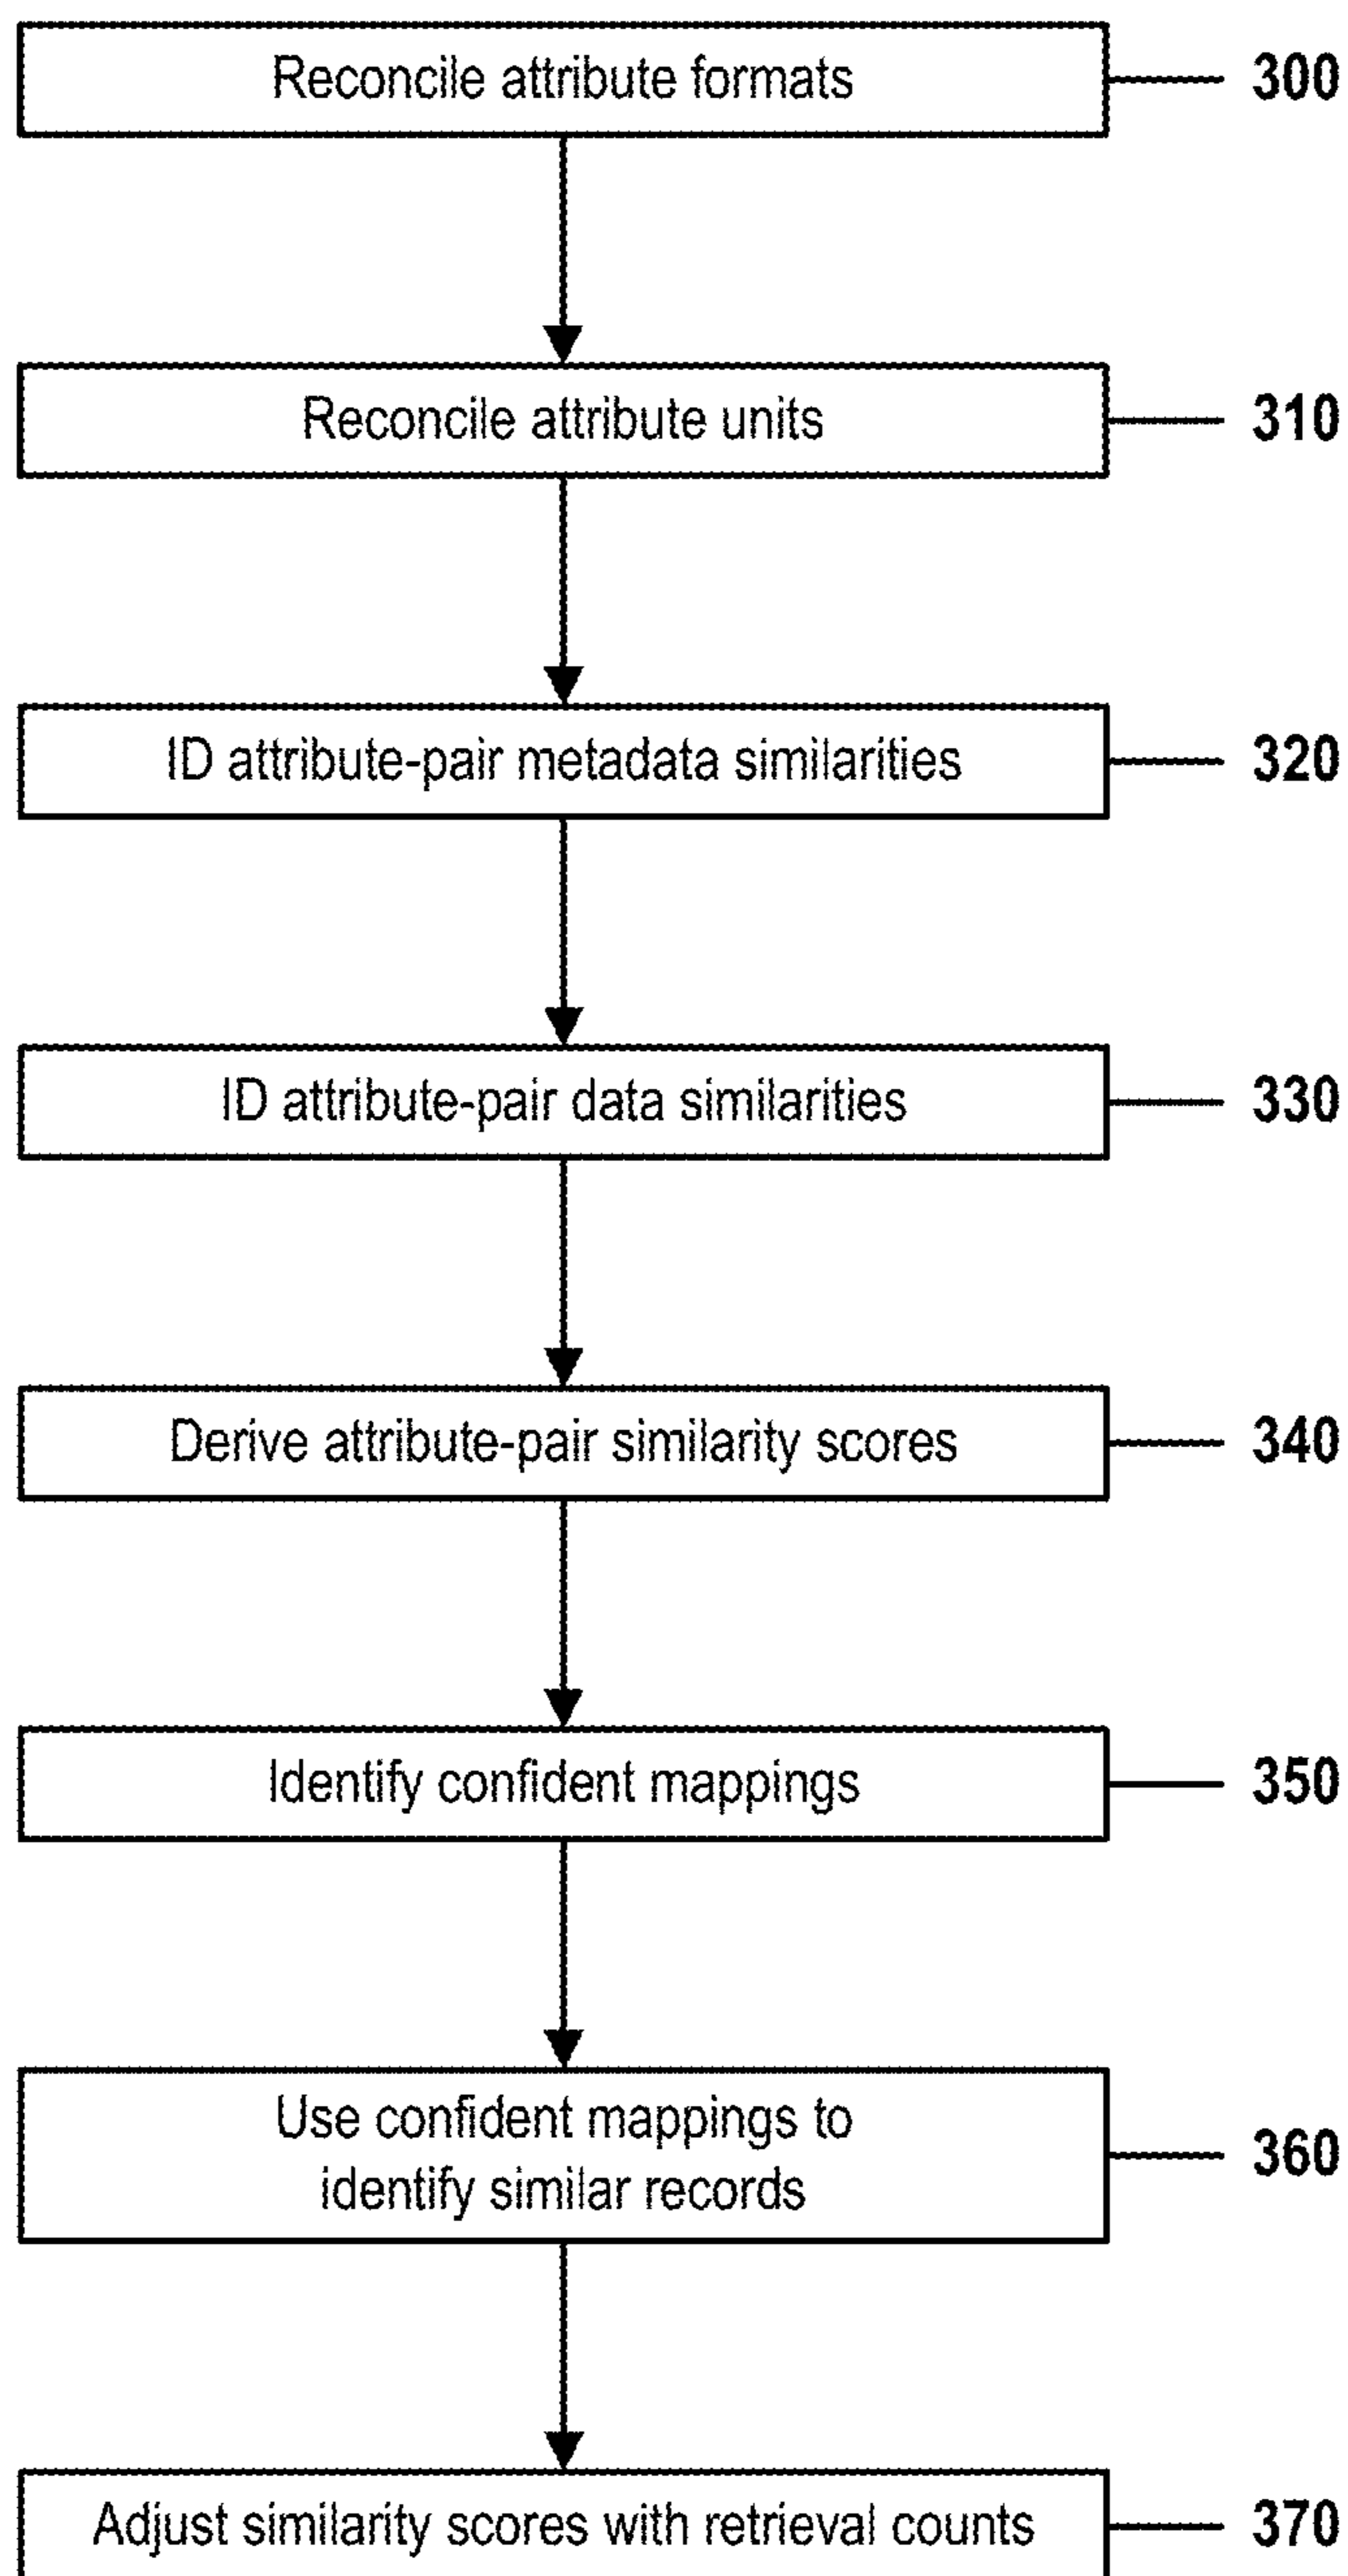 Reconcile attribute formats 300
Reconcile attribute units 310
ID attribute-pair metadata similarities 320
ID attribute-pair data similarities 330
Derive attribute-pair similarity scores 340
Identify confident mappings 350
Use confident mappings to
identify similar records 360
Adjust similarity scores with retrieval counts 370